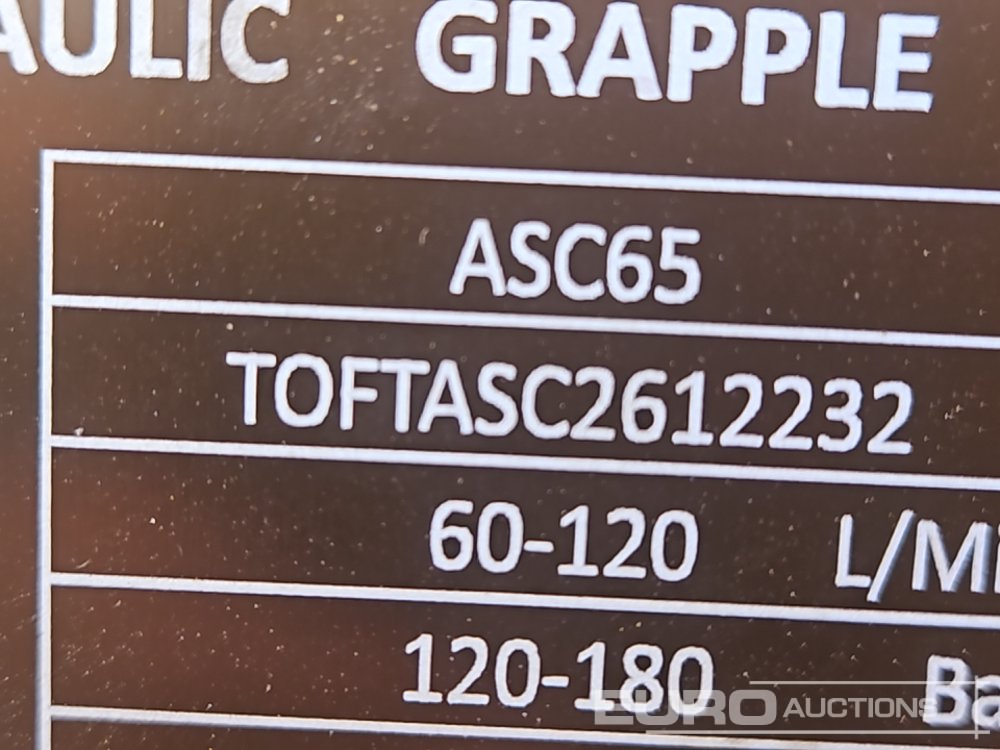 AULIC GRAPPLE
ASC65
TOFTASC2612232
60-120 L/Mi
120-180 Ba
EURO AUCTIONS